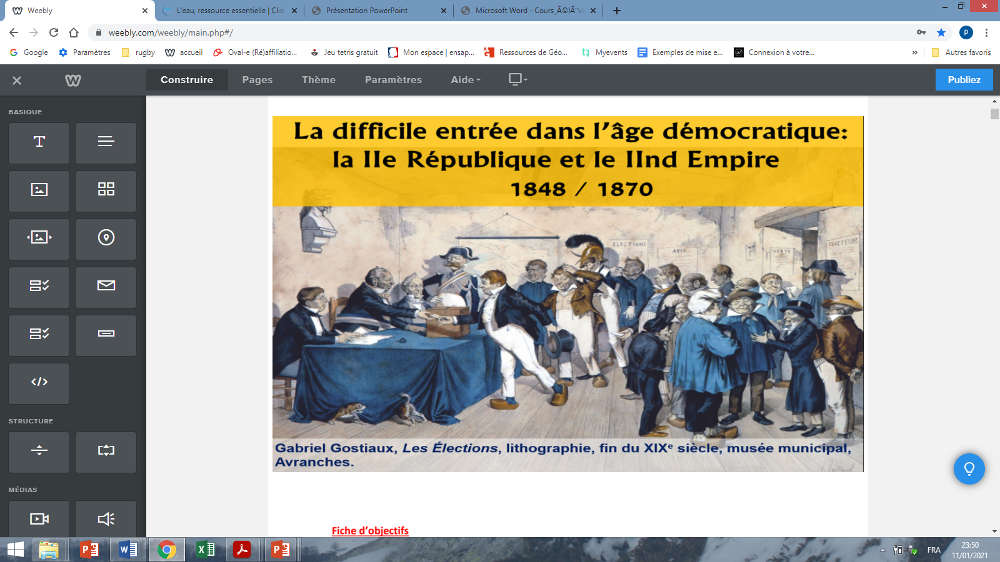 Weebly
L'eau, ressource essentielle | Clio
Présentation PowerPoint
Microsoft Word - Cours_Ã©lÃ¨ve
weebly.com/weebly/main.php#/
p
Google
Paramètres
rugby
accueil
Oval-e (Ré)affiliatio...
Jeu tetris gratuit
Mon espace | ensap...
Ressources de Géo...
Myevents
Exemples de mise e...
Connexion à votre...
»
Autres favoris
Construire
Pages
Thème
Paramètres
Aide
Publiez
BASIQUE
STRUCTURE
MÉDIAS
La difficile entrée dans l'âge démocratique:
la IIe République et le IInd Empire
1848 / 1870
ELECTIONS
AVIS
VENTE
ELECTEURS
Gabriel Gostiaux, Les Élections, lithographie, fin du XIXe siècle, musée municipal,
Avranches.
Fiche d'objectifs
FRA
23:50
11/01/2021